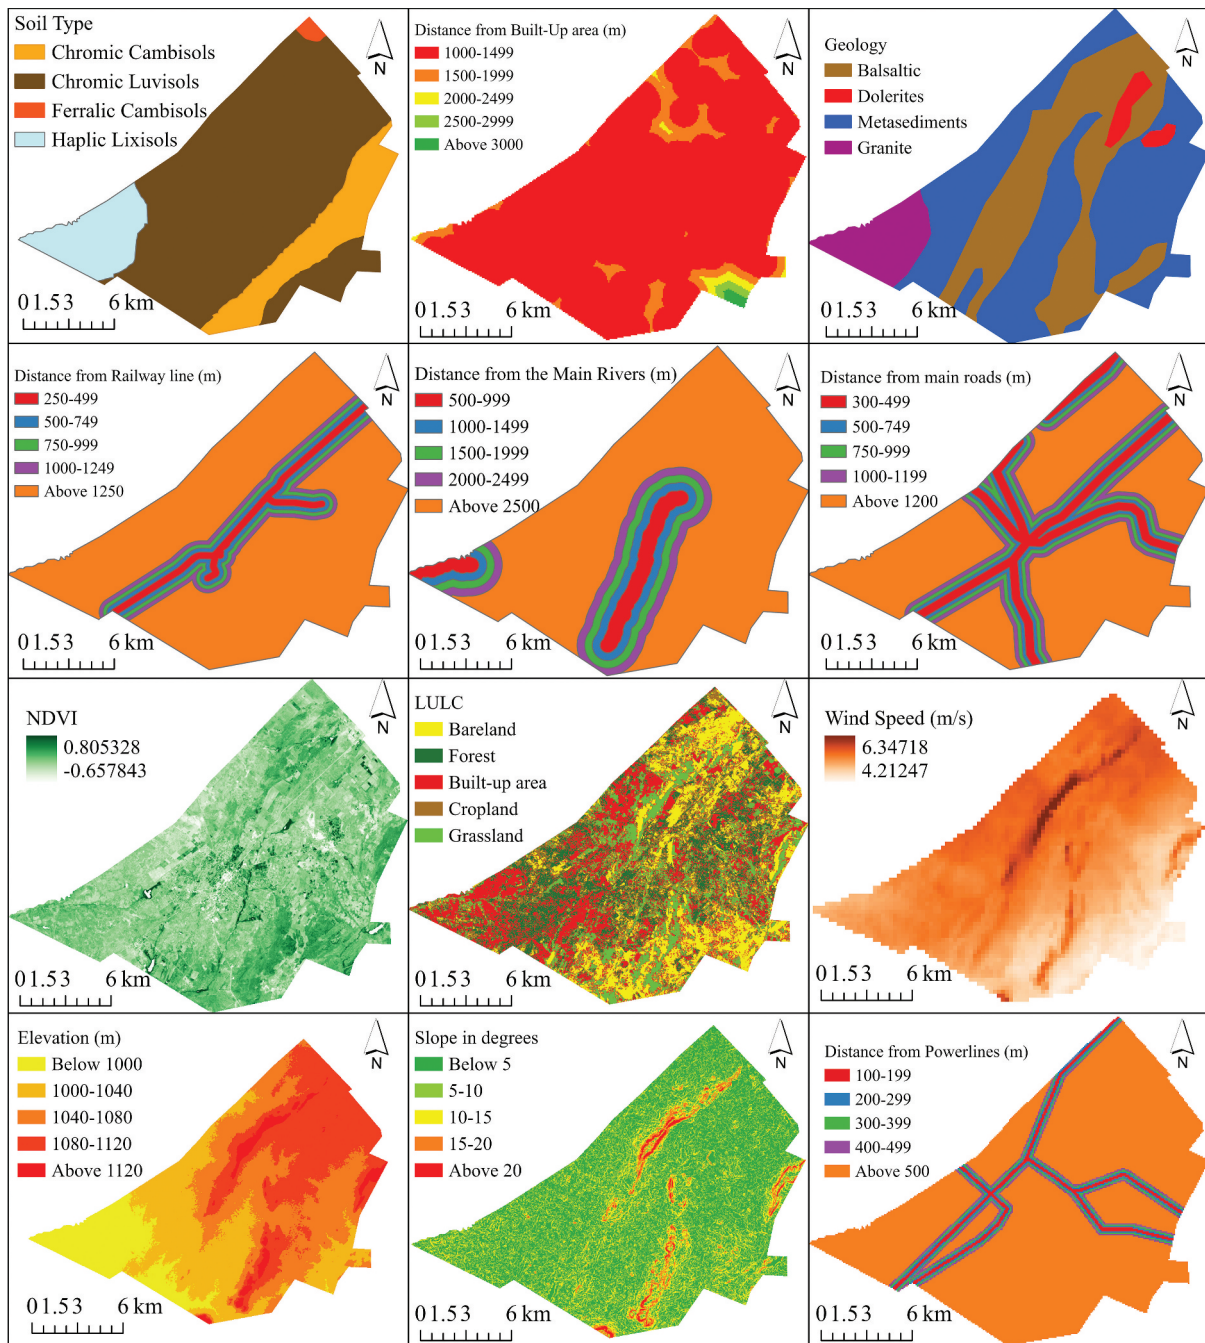 Soil Type
Chromic Cambisols
Chromic Luvisols
Ferralic Cambisols
Haplic Lixisols
N
0 1.5 3 6 km
Distance from Built-Up area (m)
1000-1499
1500-1999
2000-2499
2500-2999
Above 3000
N
0 1.5 3 6 km
Geology
Balsaltic
Dolerites
Metasediments
Granite
N
0 1.5 3 6 km
Distance from Railway line (m)
250-499
500-749
750-999
1000-1249
Above 1250
N
0 1.5 3 6 km
Distance from the Main Rivers (m)
500-999
1000-1499
1500-1999
2000-2499
Above 2500
N
0 1.5 3 6 km
Distance from main roads (m)
300-499
500-749
750-999
1000-1199
Above 1200
N
0 1.5 3 6 km
NDVI
0.805328
-0.657843
N
0 1.5 3 6 km
LULC
Bareland
Forest
Built-up area
Cropland
Grassland
N
0 1.5 3 6 km
Wind Speed (m/s)
6.34718
4.21247
N
0 1.5 3 6 km
Elevation (m)
Below 1000
1000-1040
1040-1080
1080-1120
Above 1120
N
0 1.5 3 6 km
Slope in degrees
Below 5
5-10
10-15
15-20
Above 20
N
0 1.5 3 6 km
Distance from Powerlines (m)
100-199
200-299
300-399
400-499
Above 500
N
0 1.5 3 6 km